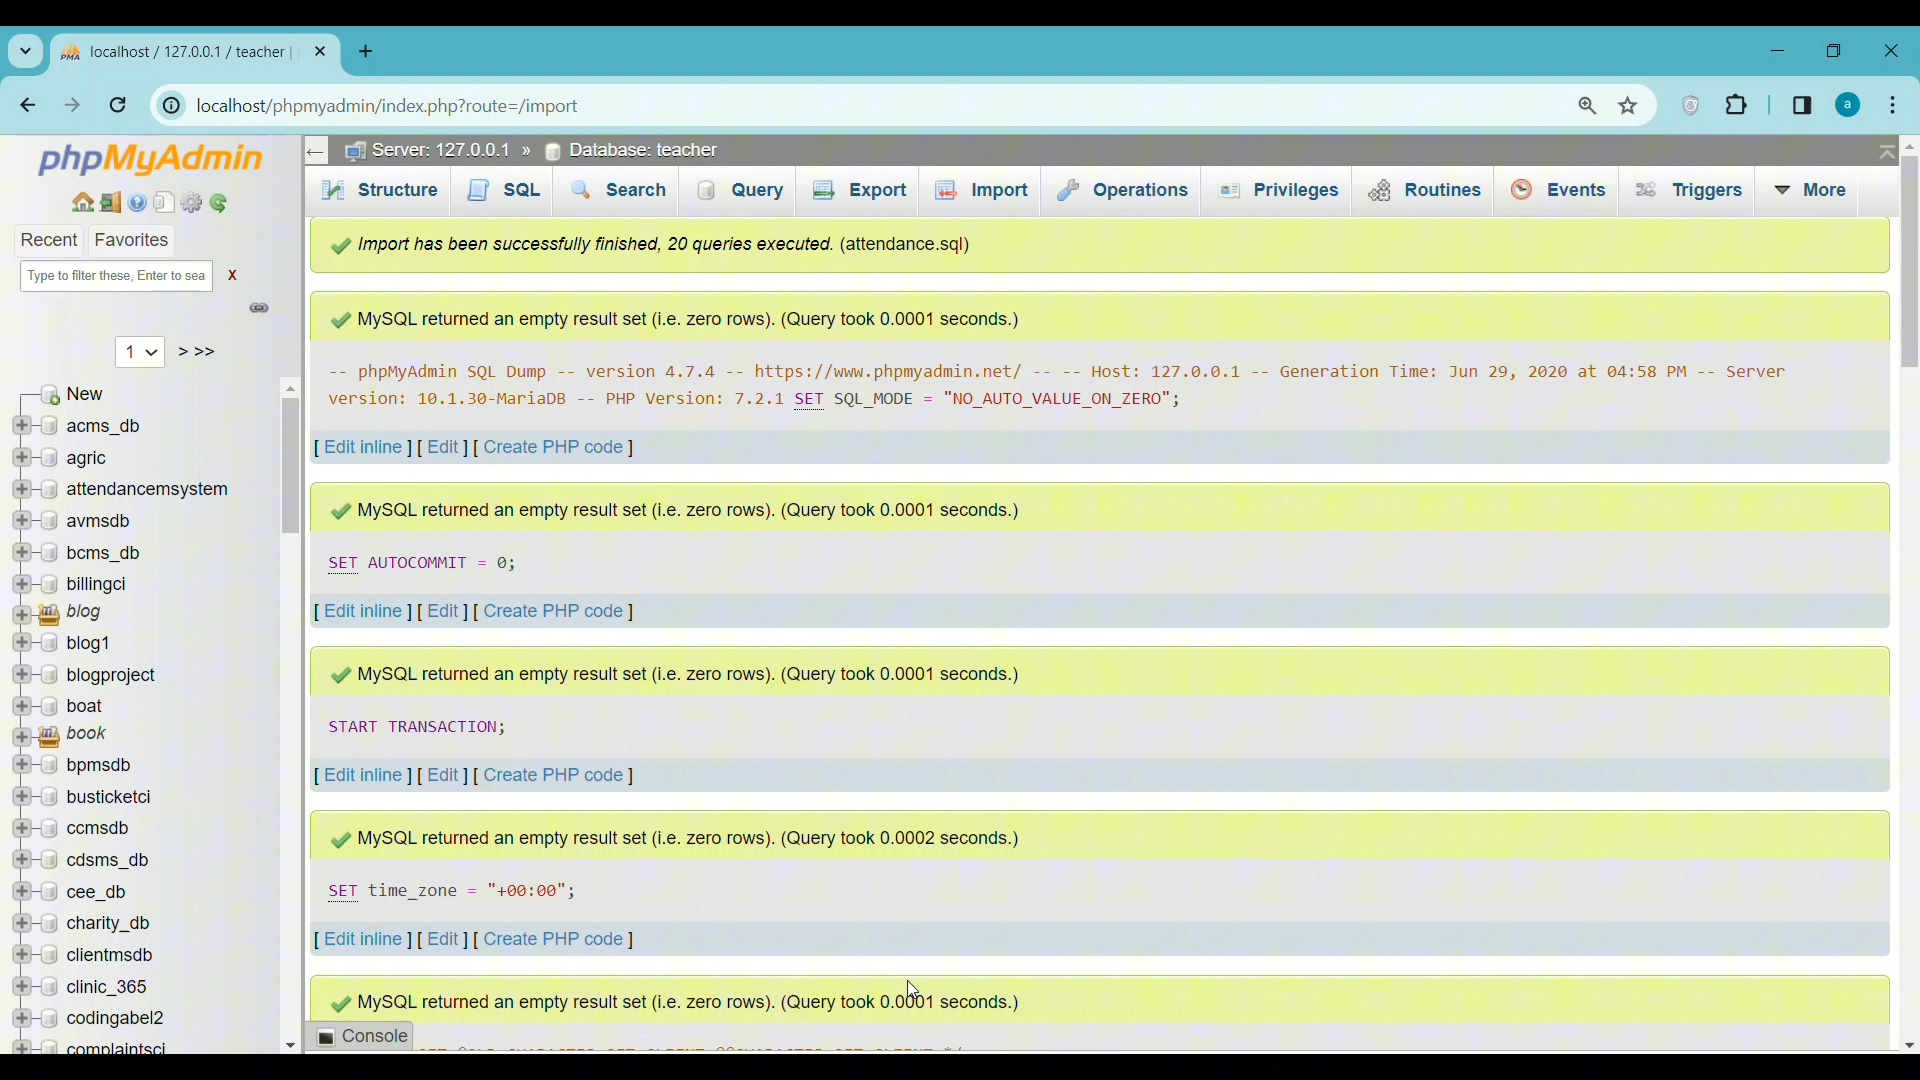 localhost / 127.0.0.1 / teacher |
localhost/phpmyadmin/index.php?route=/import
a
phpMyAdmin
Recent Favorites
Type to filter these, Enter to sea X
1 > >>
New
acms_db
agric
attendancemsystem
avmsdb
bcms_db
billingci
blog
blog1
blogproject
boat
book
bpmsdb
busticketci
ccmsdb
cdsms_db
cee_db
charity_db
clientmsdb
clinic_365
codingabel2
complaintsci
Server: 127.0.0.1 » Database: teacher
Structure SQL Search Query Export Import Operations Privileges Routines Events Triggers More
Import has been successfully finished, 20 queries executed. (attendance.sql)
MySQL returned an empty result set (i.e. zero rows). (Query took 0.0001 seconds.)
-- phpMyAdmin SQL Dump -- version 4.7.4 -- https://www.phpmyadmin.net/ -- -- Host: 127.0.0.1 -- Generation Time: Jun 29, 2020 at 04:58 PM -- Server
version: 10.1.30-MariaDB -- PHP Version: 7.2.1 SET SQL_MODE = "NO_AUTO_VALUE_ON_ZERO";
[ Edit inline ] [ Edit ] [ Create PHP code ]
MySQL returned an empty result set (i.e. zero rows). (Query took 0.0001 seconds.)
SET AUTOCOMMIT = 0;
[ Edit inline ] [ Edit ] [ Create PHP code ]
MySQL returned an empty result set (i.e. zero rows). (Query took 0.0001 seconds.)
START TRANSACTION;
[ Edit inline ] [ Edit ] [ Create PHP code ]
MySQL returned an empty result set (i.e. zero rows). (Query took 0.0002 seconds.)
SET time_zone = "+00:00";
[ Edit inline ] [ Edit ] [ Create PHP code ]
MySQL returned an empty result set (i.e. zero rows). (Query took 0.0001 seconds.)
Console